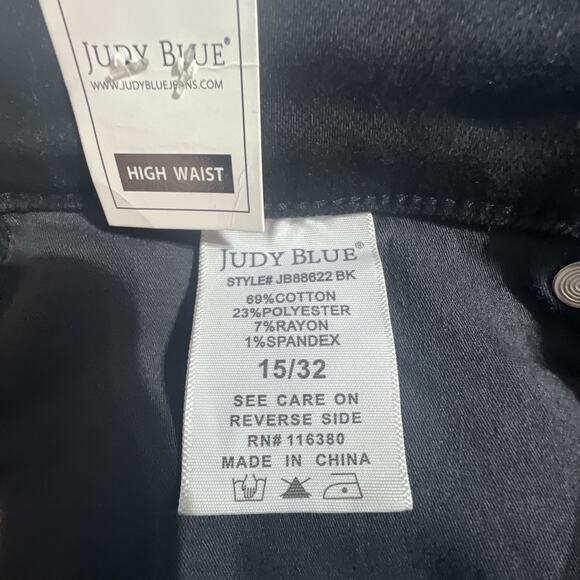 JUDY BLUE®
WWW.JUDYBLUEJEANS.COM
HIGH WAIST
JUDY BLUE®
STYLE# JB88622 BK
69%COTTON
23%POLYESTER
7%RAYON
1%SPANDEX
15/32
SEE CARE ON
REVERSE SIDE
RN# 116380
MADE IN CHINA